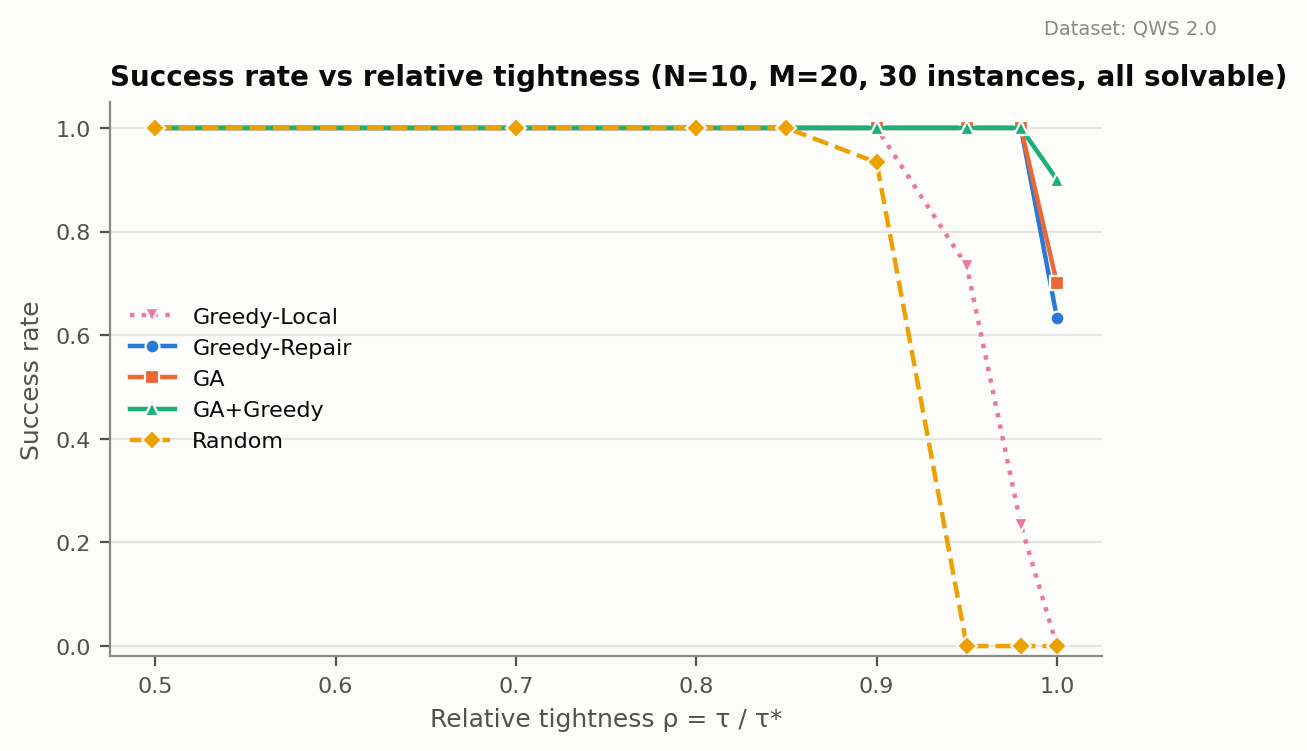 Dataset: QWS 2.0
Success rate vs relative tightness (N=10, M=20, 30 instances, all solvable)
1.0
0.8
0.6
0.4
0.2
0.0
Success rate
Greedy-Local
Greedy-Repair
GA
GA+Greedy
Random
0.5 0.6 0.7 0.8 0.9 1.0
Relative tightness ρ = τ / τ*